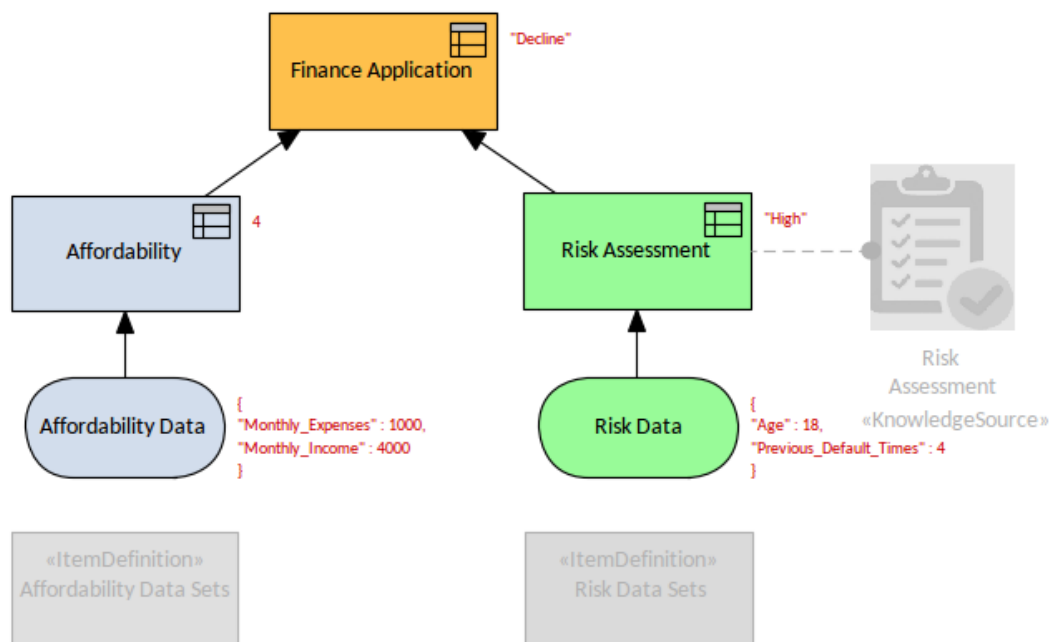 Finance Application
"Decline"
Affordability
4
Risk Assessment
"High"
Risk
Assessment
«KnowledgeSource»
Affordability Data
{
"Monthly_Expenses" : 1000,
"Monthly_Income" : 4000
}
Risk Data
{
"Age" : 18,
"Previous_Default_Times" : 4
}
«ItemDefinition»
Affordability Data Sets
«ItemDefinition»
Risk Data Sets